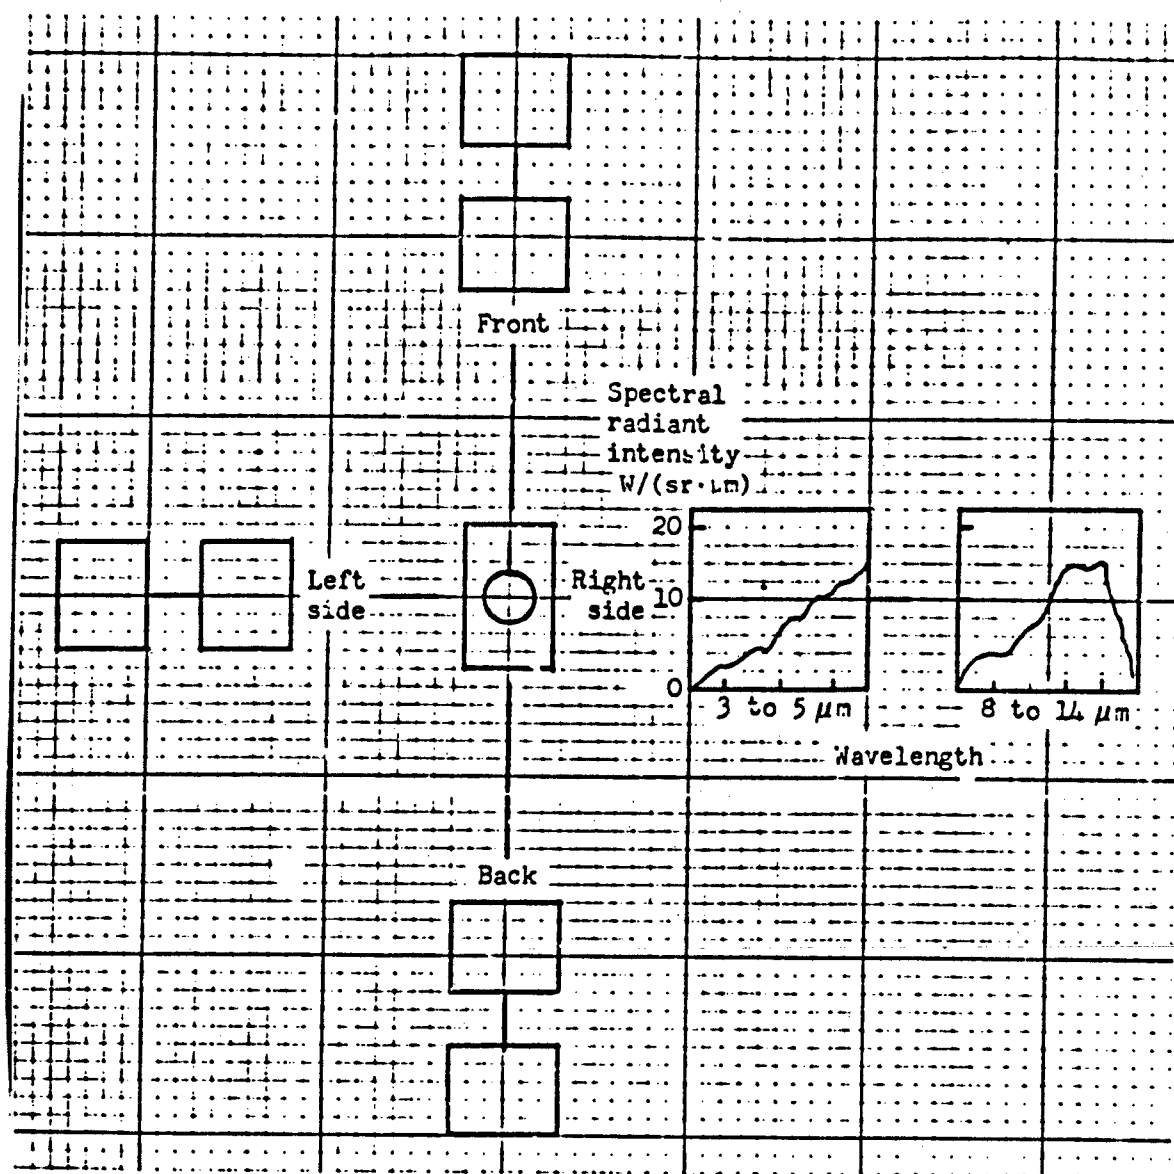 Front
Spectral
radiant
intensity
W/(sr·μm)
20
Left
side
Right
side
10
0
3 to 5 μm
8 to 14 μm
Wavelength
Back